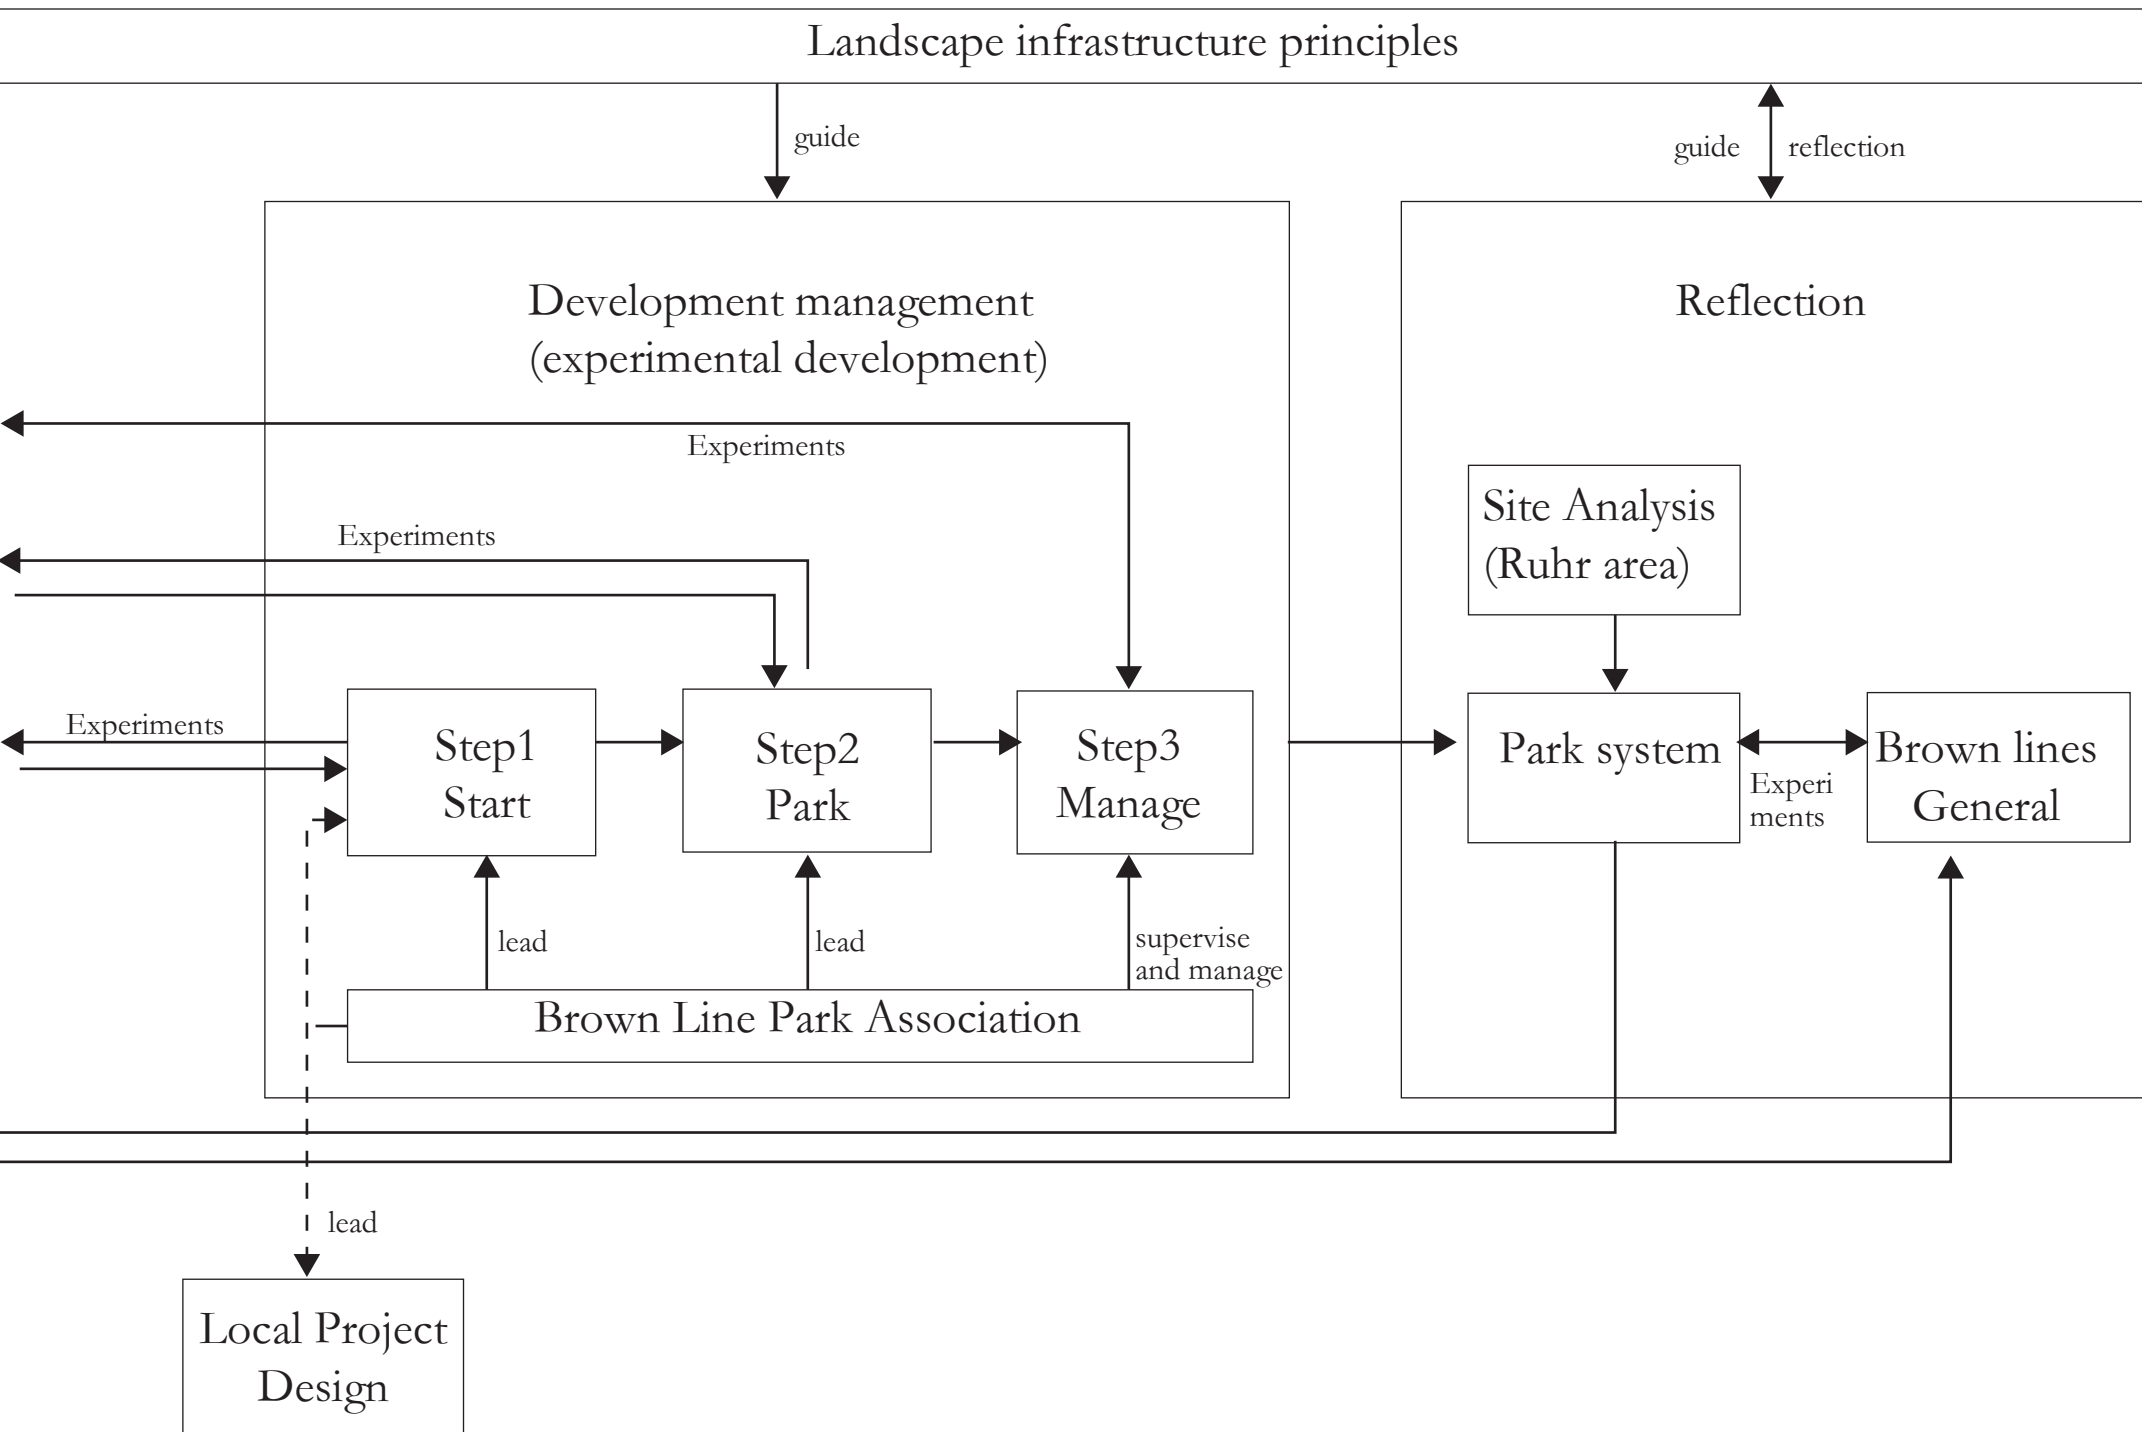 Landscape infrastructure principles
guide
guide
reflection
Development management
(experimental development)
Reflection
Experiments
Experiments
Site Analysis
(Ruhr area)
Experiments
Step1
Start
Step2
Park
Step3
Manage
Park system
Experi
ments
Brown lines
General
lead
lead
supervise
and manage
Brown Line Park Association
lead
Local Project
Design